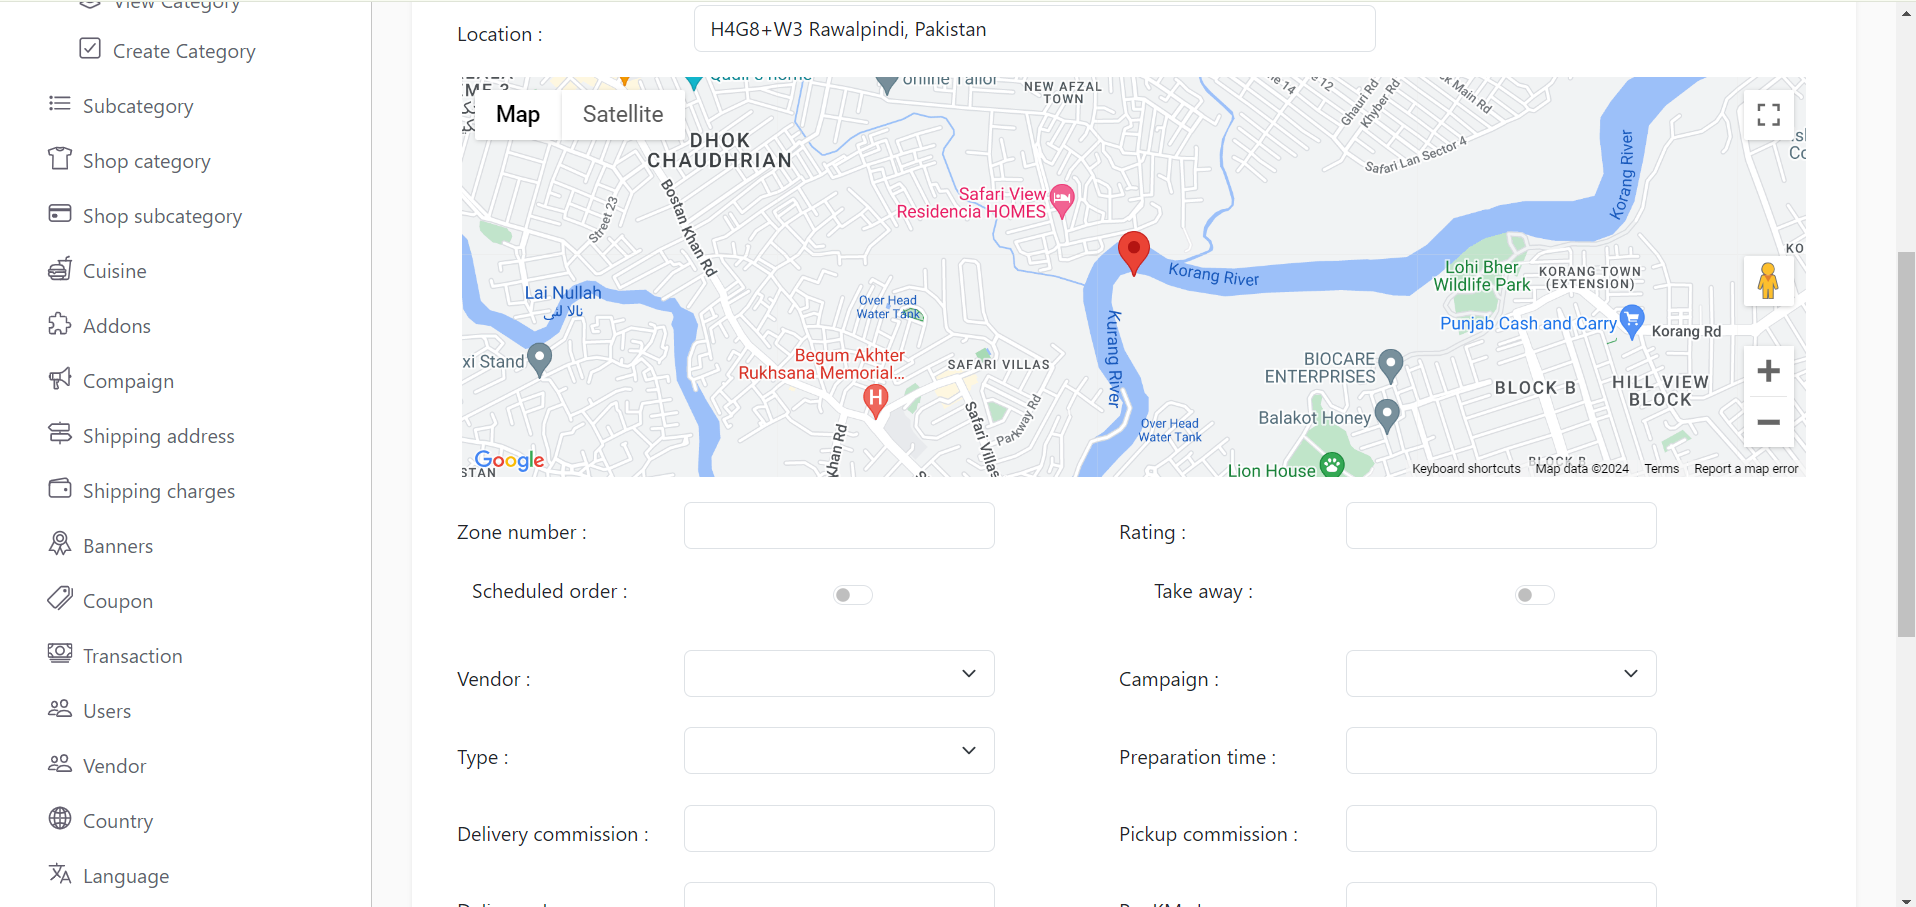 View Category
Create Category
Subcategory
Shop category
Shop subcategory
Cuisine
Addons
Compaign
Shipping address
Shipping charges
Banners
Coupon
Transaction
Users
Vendor
Country
Language
Location :
H4G8+W3 Rawalpindi, Pakistan
Map
Satellite
DHOK
CHAUDHRIAN
Online Tailor
NEW AFZAL
TOWN
Ghauri Rd
Khyber Rd
Main Rd
Safari Lan Sector 4
Korang River
Safari View
Residencia HOMES
Bostan Khan Rd
Street 23
Korang River
Lohi Bher
Wildlife Park
KORANG TOWN
(EXTENSION)
Lai Nullah
نالا لئی
Over Head
Water Tank
Punjab Cash and Carry
Korang Rd
xi Stand
Begum Akhter
Rukhsana Memorial...
SAFARI VILLAS
Kurang River
BIOCARE
ENTERPRISES
BLOCK B
HILL VIEW
BLOCK
Safari Villas
Parkway Rd
Balakot Honey
Over Head
Water Tank
Khan Rd
Lion House
BLOCK B
Google
STAN
Keyboard shortcuts
Map data ©2024
Terms
Report a map error
Zone number :
Rating :
Scheduled order :
Take away :
Vendor :
Campaign :
Type :
Preparation time :
Delivery commission :
Pickup commission :